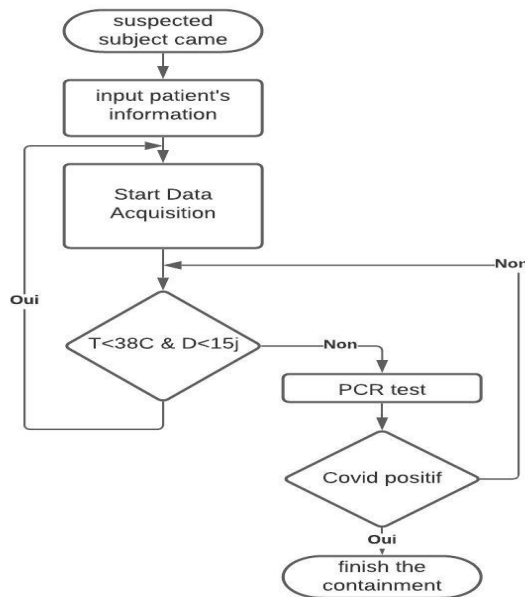 suspected
subject came
input patient's
information
Start Data
Acquisition
Non
Oui
T<38C & D<15j
Non
PCR test
Covid positif
Oui
finish the
containment